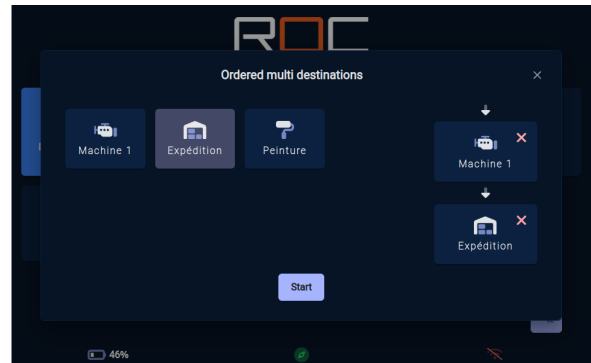 ROC
Ordered multi destinations
Machine 1
Expédition
Peinture
Machine 1
Expédition
Start
46%